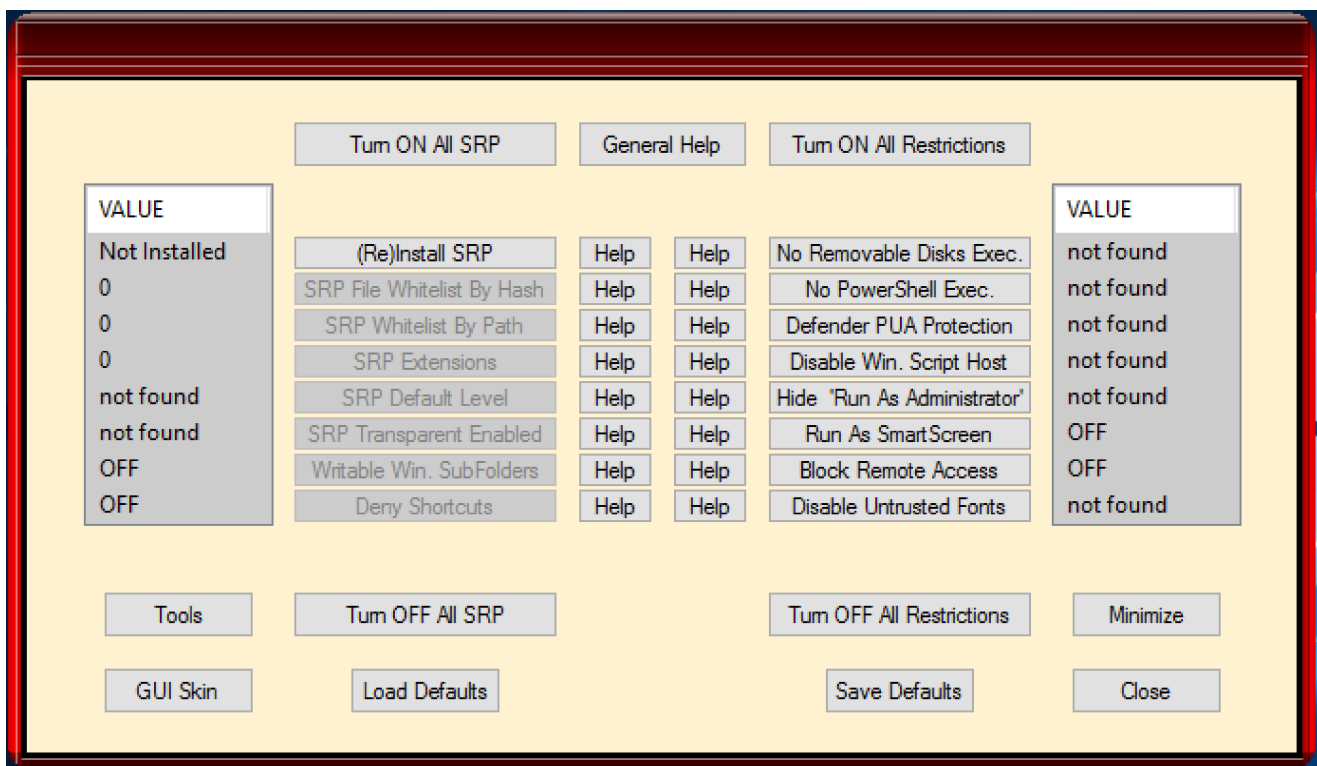 Turn ON All SRP General Help Turn ON All Restrictions
VALUE VALUE
Not Installed (Re)Install SRP Help Help No Removable Disks Exec. not found
0 SRP File Whitelist By Hash Help Help No PowerShell Exec. not found
0 SRP Whitelist By Path Help Help Defender PUA Protection not found
0 SRP Extensions Help Help Disable Win. Script Host not found
not found SRP Default Level Help Help Hide 'Run As Administrator' not found
not found SRP Transparent Enabled Help Help Run As SmartScreen OFF
OFF Writable Win. SubFolders Help Help Block Remote Access OFF
OFF Deny Shortcuts Help Help Disable Untrusted Fonts not found
Tools Turn OFF All SRP Turn OFF All Restrictions Minimize
GUI Skin Load Defaults Save Defaults Close